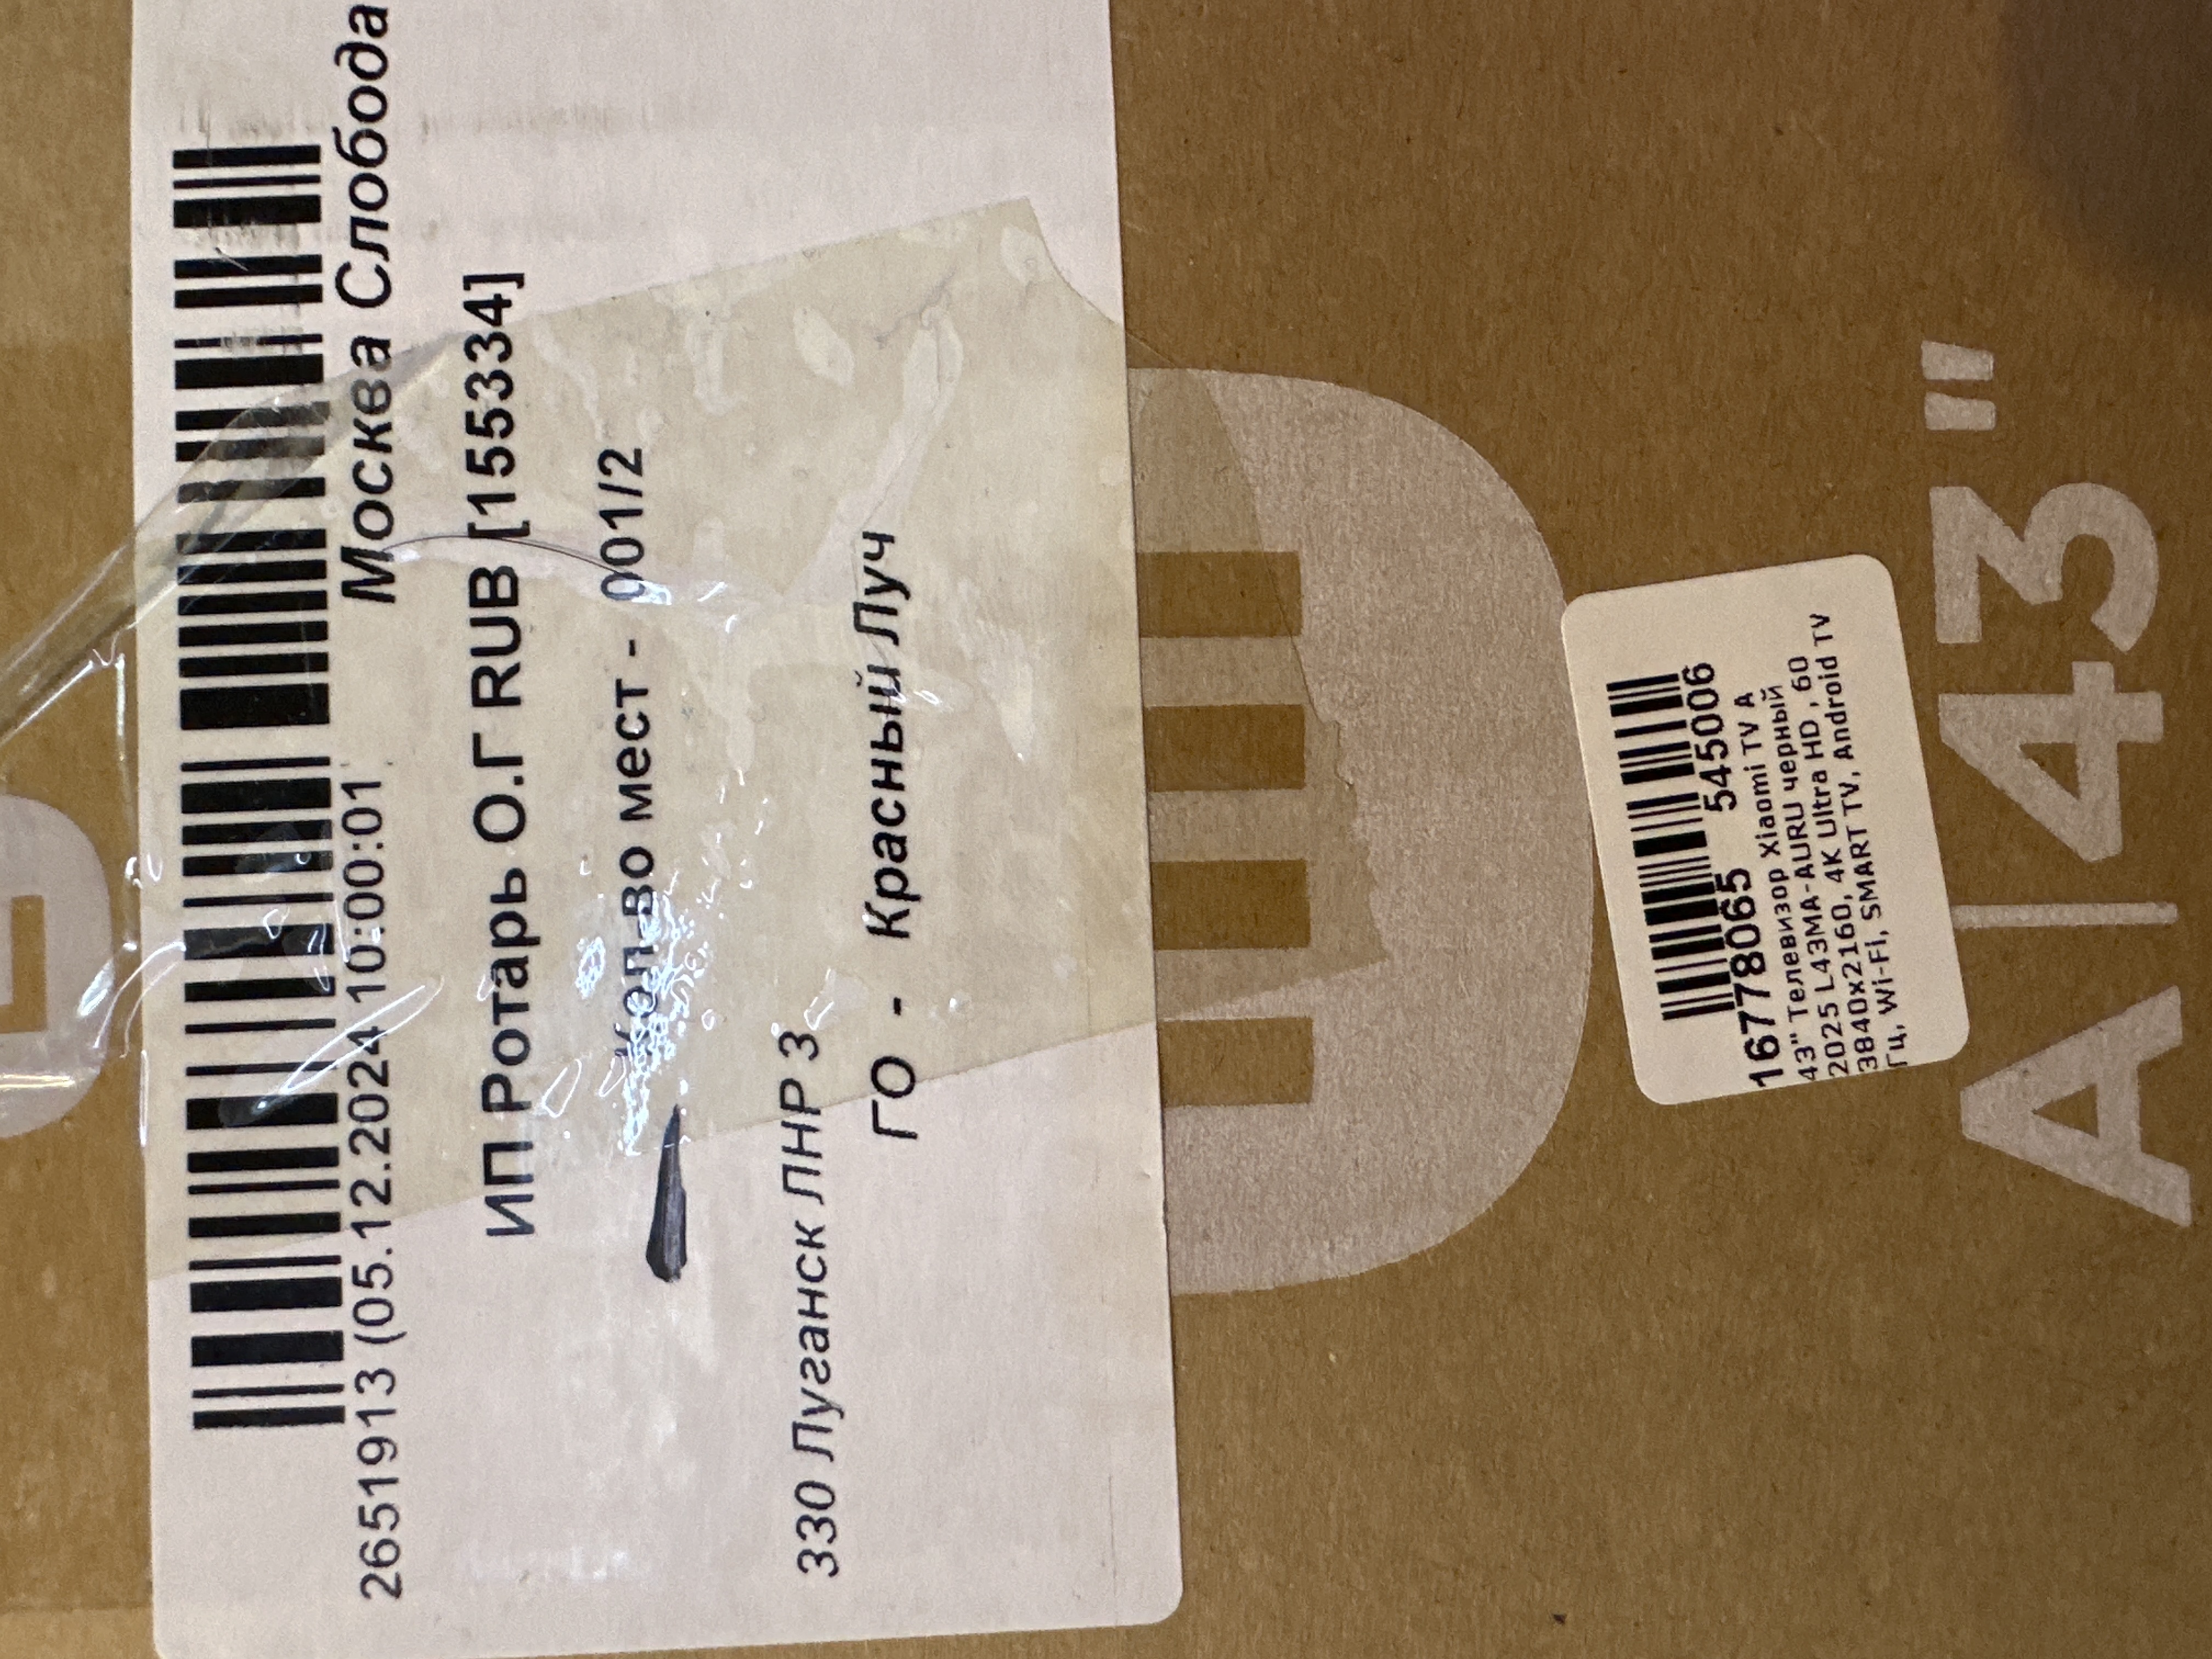 2651913 (05.12.2024 10:00:01
Москва Слобода
ИП Ротарь О.Г RUB [155334]
Кол-во мест - 001/2
330 Луганск ЛНР 3
ГО - Красный Луч
16778065 545006
43" Телевизор Xiaomi TV A
2025 L43MA-AURU черный
3840x2160, 4K Ultra HD , 60
Гц, Wi-Fi, SMART TV, Android TV
A | 43"